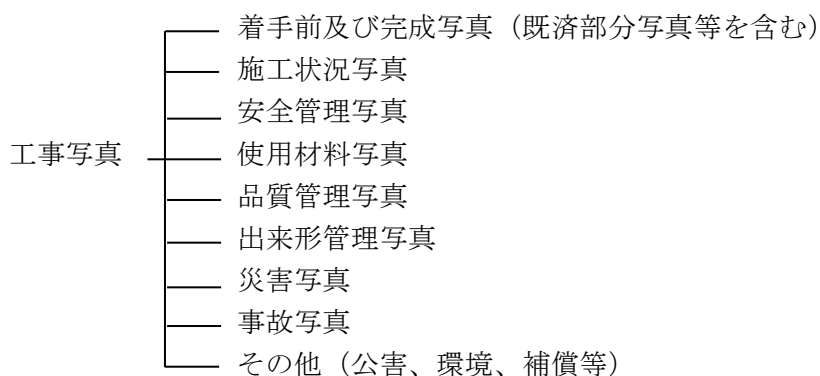 着手前及び完成写真（既済部分写真等を含む）
施工状況写真
安全管理写真
工事写真
使用材料写真
品質管理写真
出来形管理写真
災害写真
事故写真
その他（公害、環境、補償等）